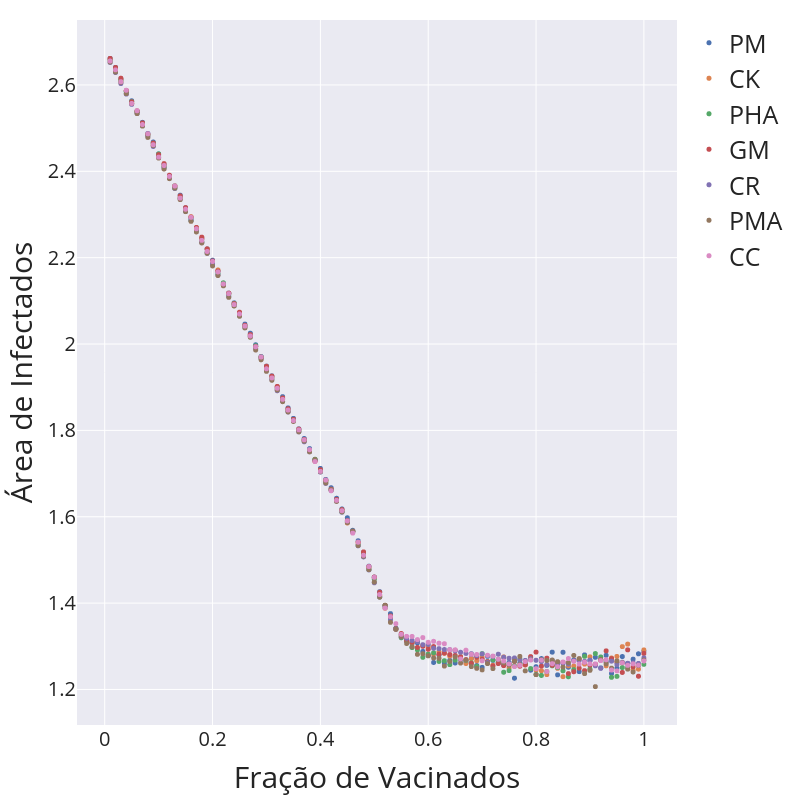 2.6
2.4
2.2
2
1.8
1.6
1.4
1.2
0
0.2
0.4
0.6
0.8
1
Área de Infectados
Fração de Vacinados
PM
CK
PHA
GM
CR
PMA
CC